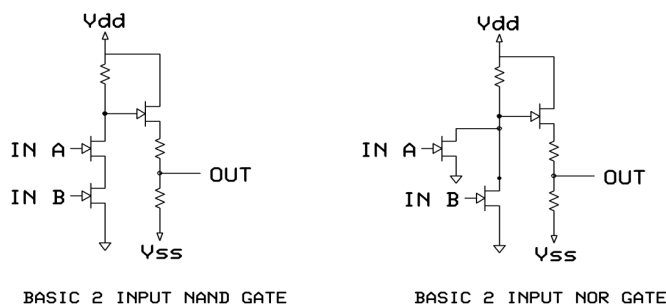 Vdd
IN A
IN B
OUT
Vss
BASIC 2 INPUT NAND GATE
Vdd
IN A
IN B
OUT
Vss
BASIC 2 INPUT NOR GATE